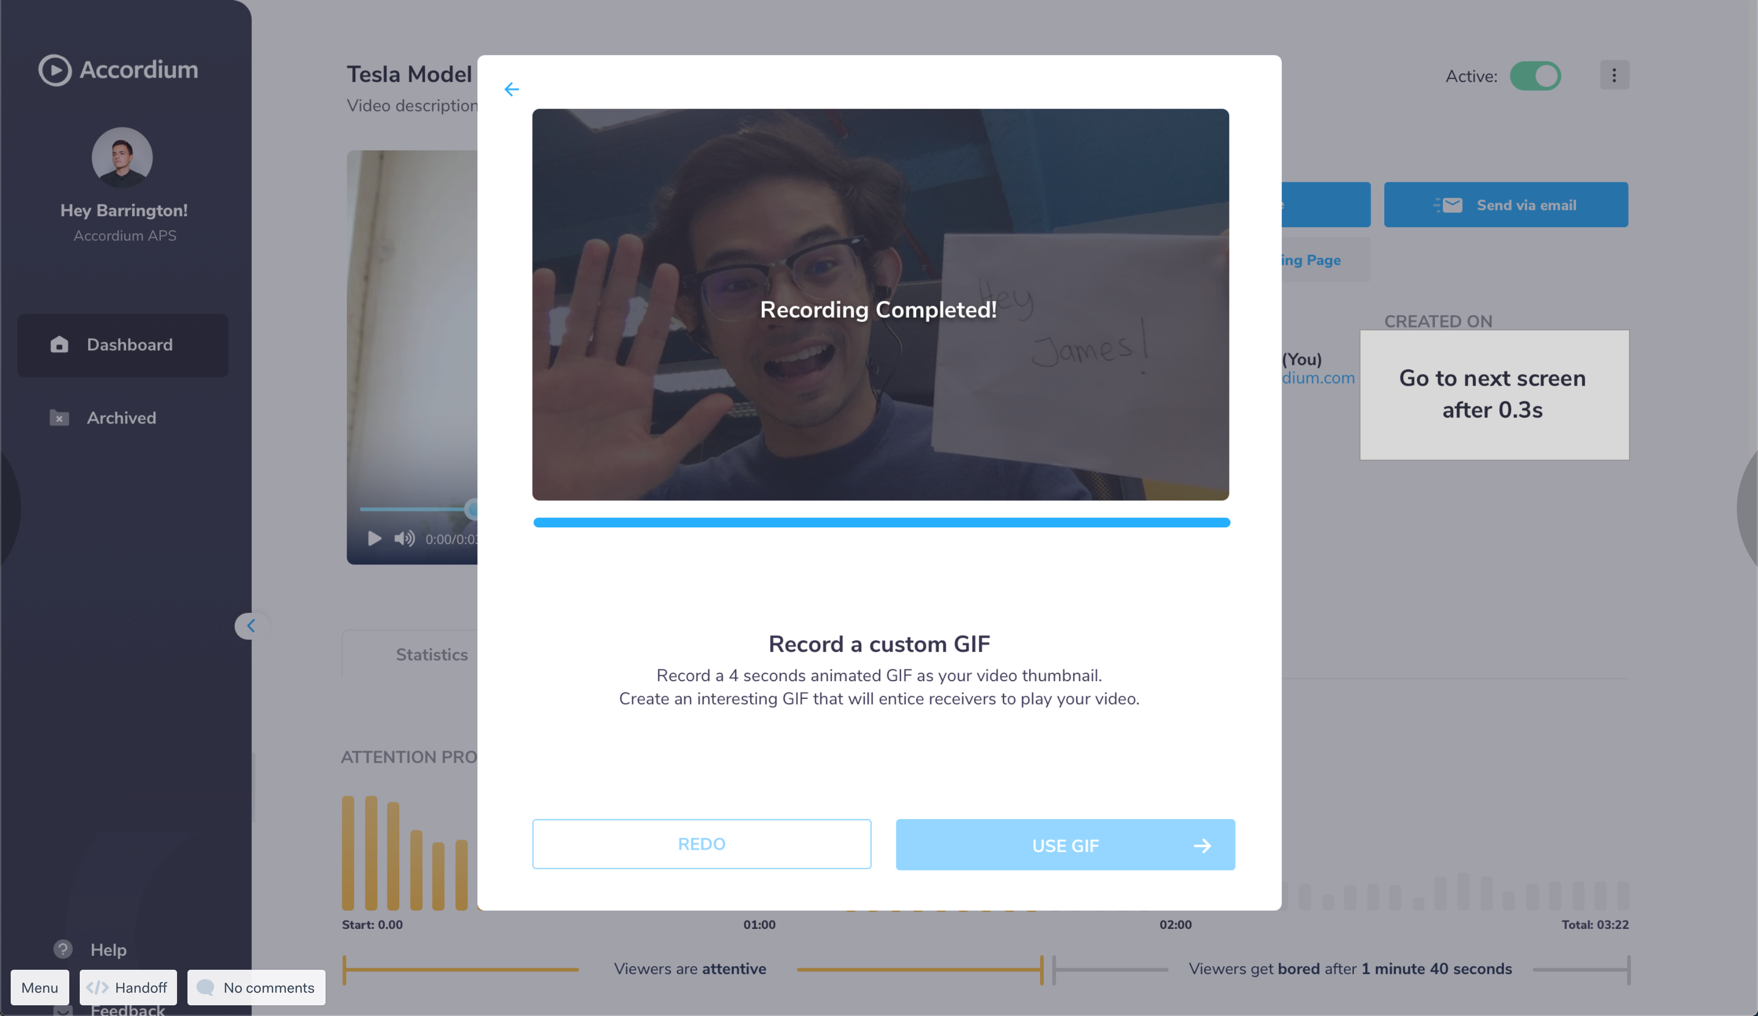 Accordium
Hey Barrington!
Accordium APS
Dashboard
Archived
Help
Feedback
Menu
</> Handoff
No comments
Tesla Model
Video description
Active:
Send via email
ing Page
CREATED ON
(You)
dium.com
Go to next screen
after 0.3s
0:00/0:0
Recording Completed!
Hey
James!
Record a custom GIF
Record a 4 seconds animated GIF as your video thumbnail.
Create an interesting GIF that will entice receivers to play your video.
REDO
USE GIF
Statistics
ATTENTION PRO
Start: 0.00
01:00
02:00
Total: 03:22
Viewers are attentive
Viewers get bored after 1 minute 40 seconds